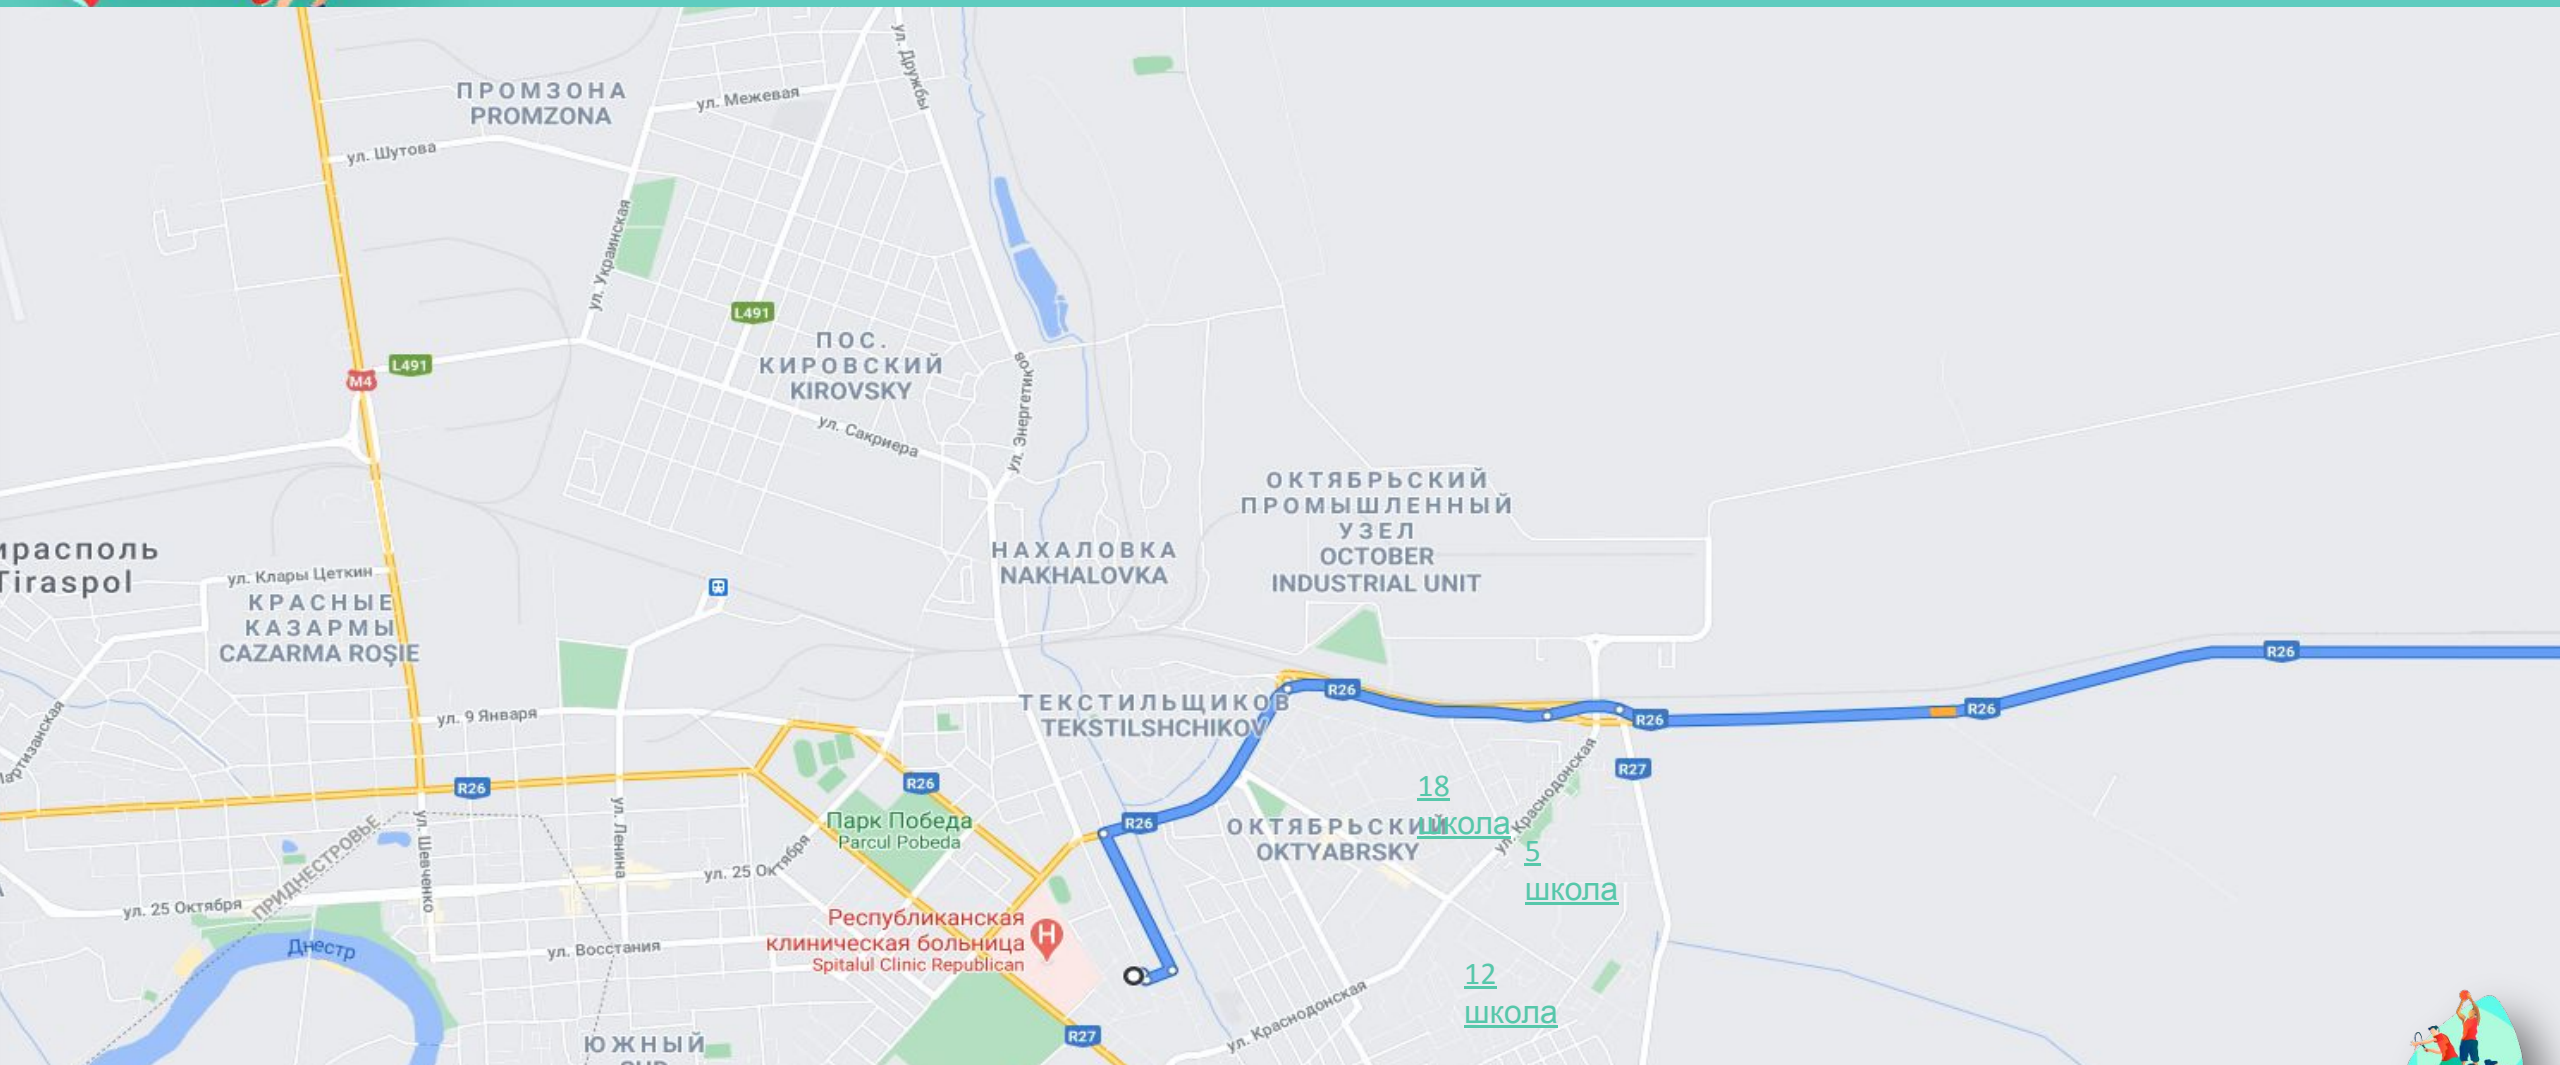 ул. Дружбы
ПРОМЗОНА
PROMZONA
ул. Межевая
ул. Шутова
ул. Украинская
L491
ПОС.
КИРОВСКИЙ
KIROVSKY
L491
M4
ул. Сакриера
ул. Энергетиков
ОКТЯБРЬСКИЙ
ПРОМЫШЛЕННЫЙ
УЗЕЛ
OCTOBER
INDUSTRIAL UNIT
НАХАЛОВКА
NAKHALOVKA
ирасполь
Tiraspol
ул. Клары Цеткин
КРАСНЫЕ
КАЗАРМЫ
CAZARMA ROȘIE
R26
R26
R26
R26
ТЕКСТИЛЬЩИКОВ
TEKSTILSHCHIKOV
ул. 9 Января
артизанская
R27
R26
R26
18
школа
ул. Краснодонская
Парк Победа
Parcul Pobeda
R26
ОКТЯБРЬСКИЙ
OKTYABRSKY
5
школа
ул. Шевченко
ул. Ленина
ПРИДНЕСТРОВЬЕ
ул. 25 Октября
ул. 25 Октября
Республиканская
клиническая больница
Spitalul Clinic Republican
H
Днестр
ул. Восстания
12
школа
ул. Краснодонская
R27
ЮЖНЫЙ